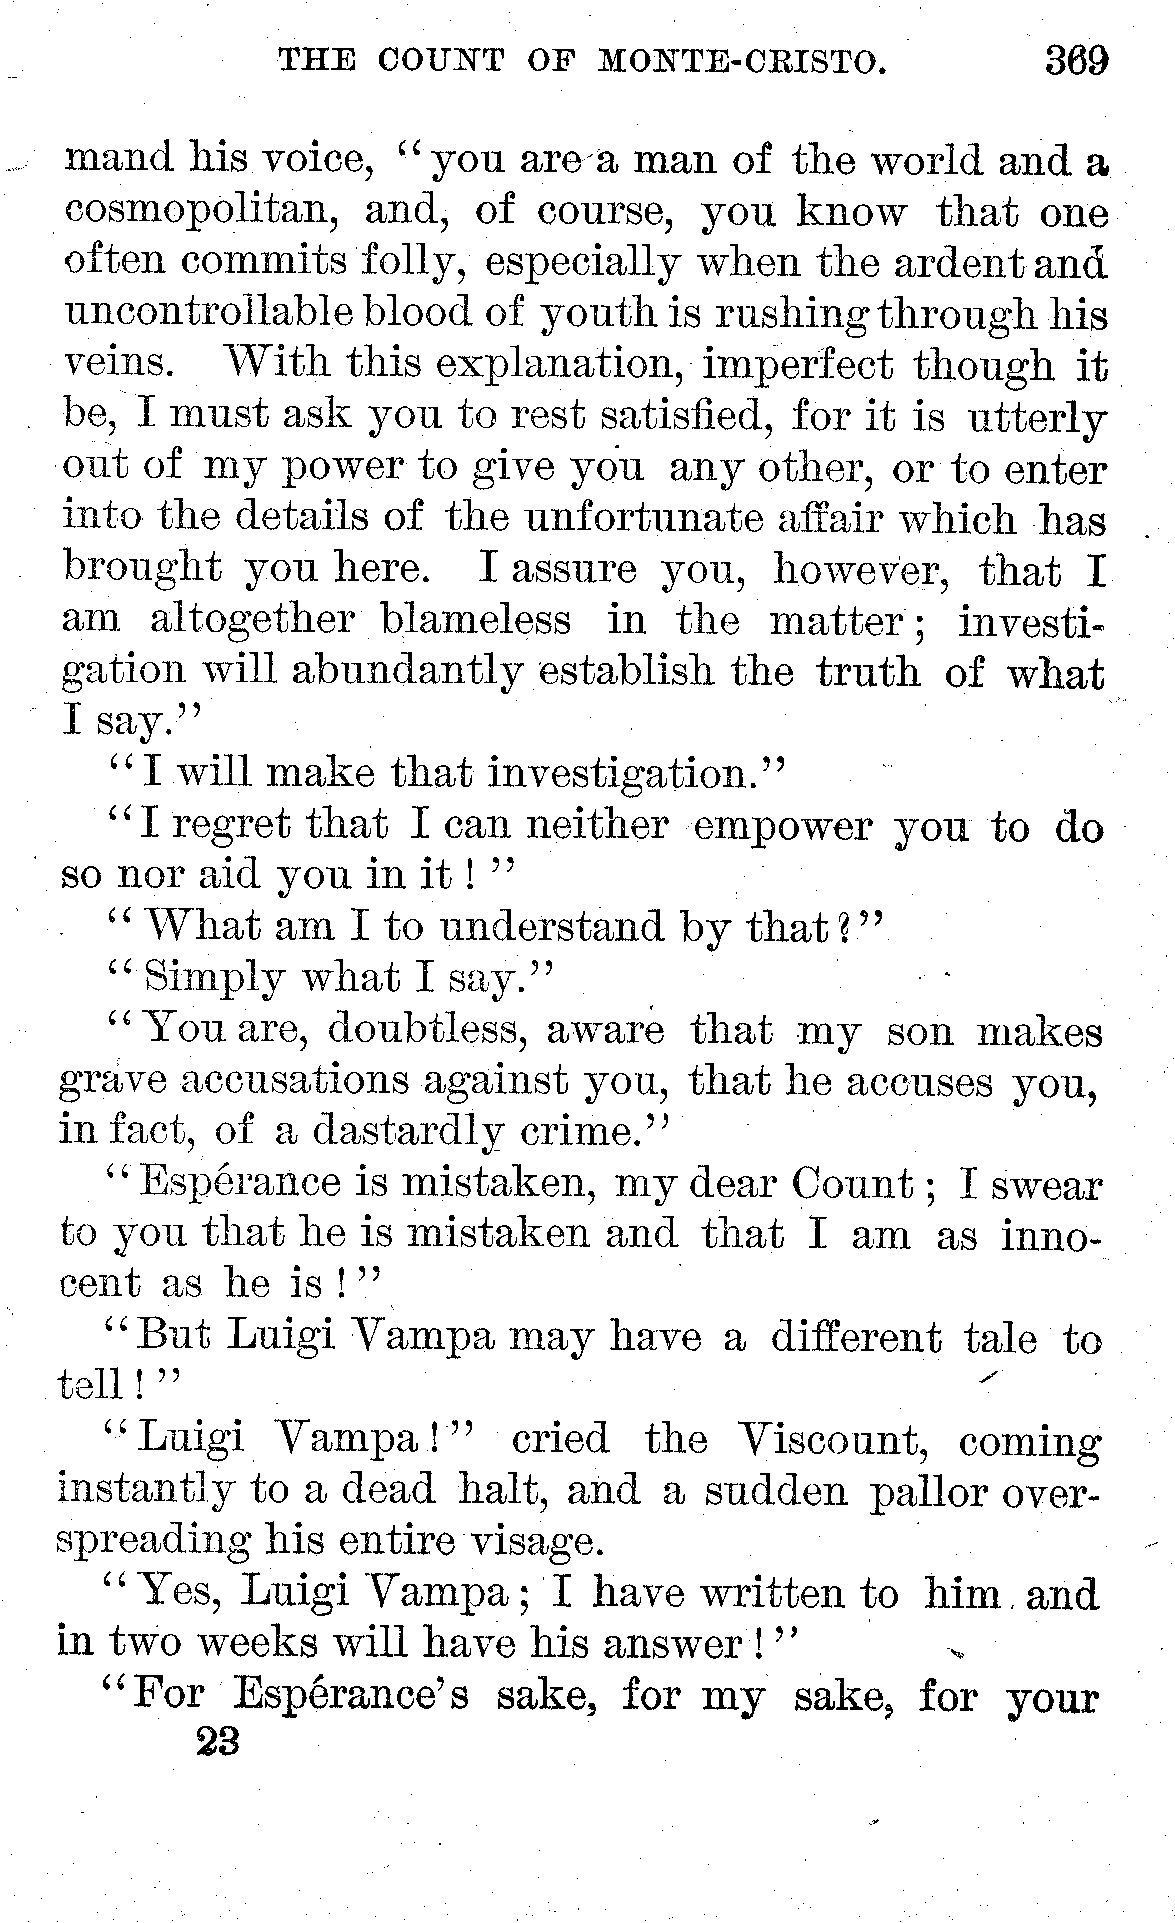 THE COUNT OF MONTE-CRISTO. 369
mand his voice, “you are a man of the world and a
cosmopolitan, and, of course, you know that one
often commits folly, especially when the ardent and
uncontrollable blood of youth is rushing through his
veins. With this explanation, imperfect though it
be, I must ask you to rest satisfied, for it is utterly
out of my power to give you any other, or to enter
into the details of the unfortunate affair which has
brought you here. I assure you, however, that I
am altogether blameless in the matter; investi-
gation will abundantly establish the truth of what
I say.”
“I will make that investigation.”
“I regret that I can neither empower you to do
so nor aid you in it!”
“What am I to understand by that?”
“Simply what I say.”
“You are, doubtless, aware that my son makes
grave accusations against you, that he accuses you,
in fact, of a dastardly crime.”
“Espérance is mistaken, my dear Count; I swear
to you that he is mistaken and that I am as inno-
cent as he is!”
“But Luigi Vampa may have a different tale to
tell!”
“Luigi Vampa!” cried the Viscount, coming
instantly to a dead halt, and a sudden pallor over-
spreading his entire visage.
“Yes, Luigi Vampa; I have written to him and
in two weeks will have his answer!”
“For Espérance's sake, for my sake, for your
23